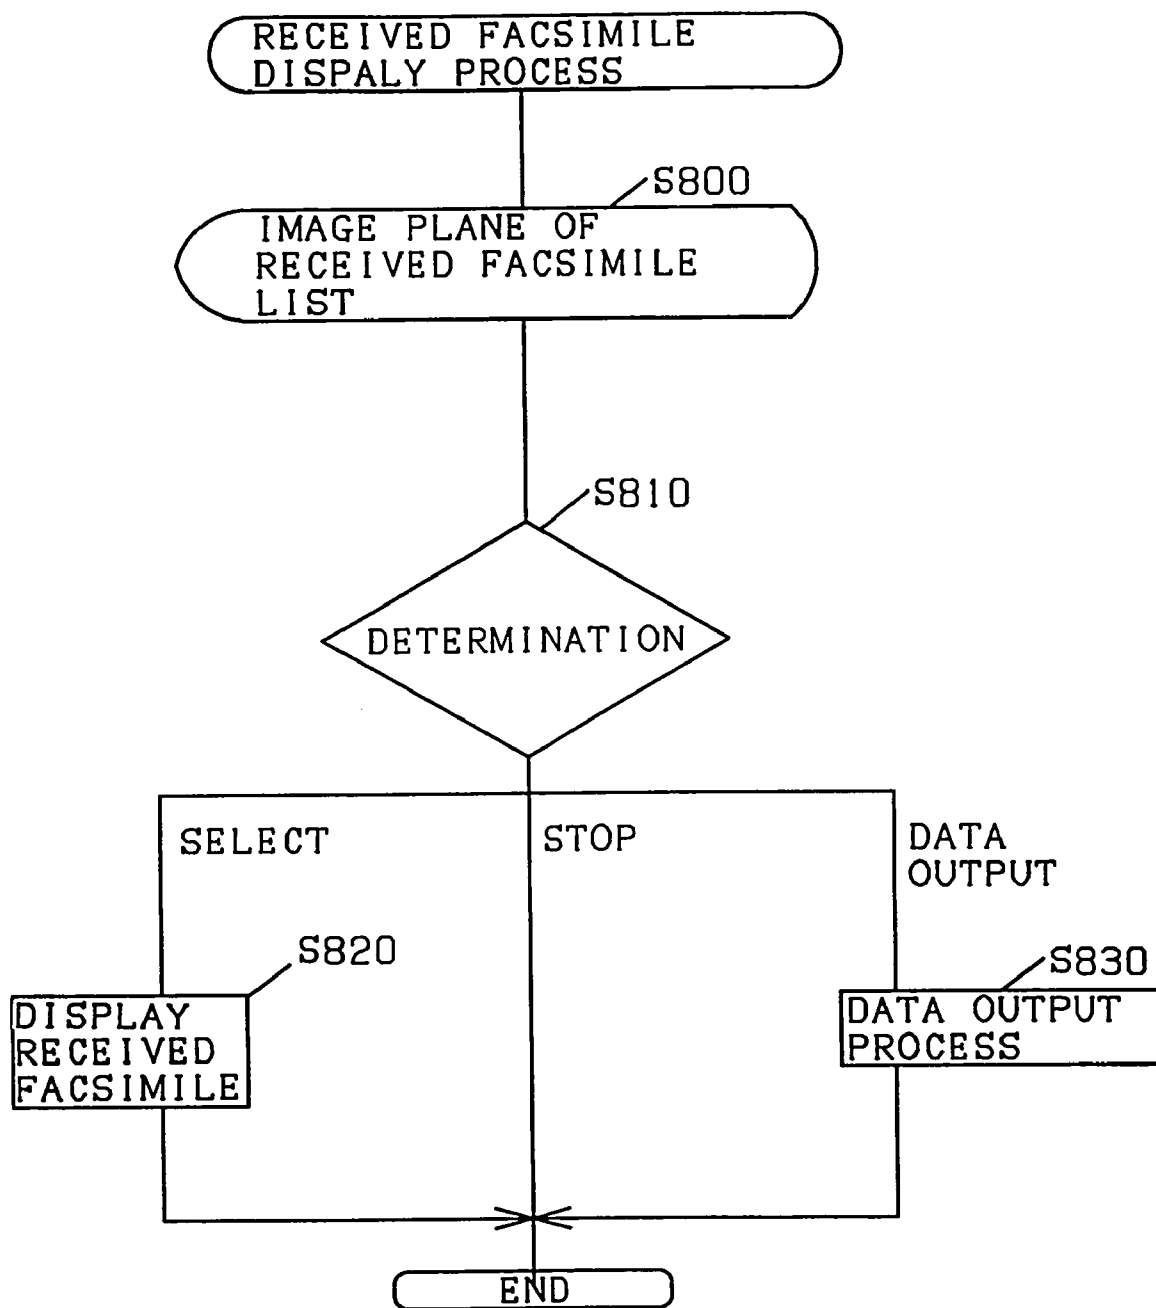 RECEIVED FACSIMILE
DISPALY PROCESS
S800
IMAGE PLANE OF
RECEIVED FACSIMILE
LIST
S810
DETERMINATION
SELECT
STOP
DATA
OUTPUT
S820
DISPLAY
RECEIVED
FACSIMILE
S830
DATA OUTPUT
PROCESS
END